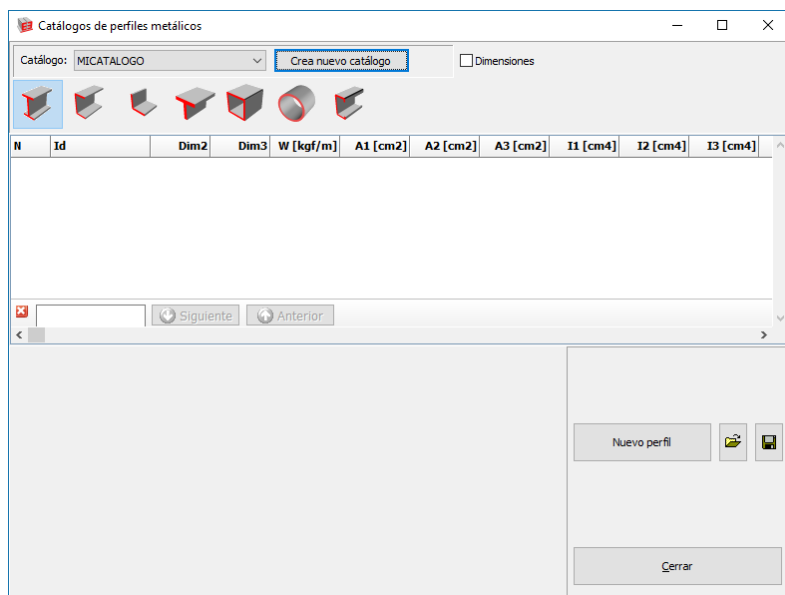 Catálogos de perfiles metálicos
Catálogo: MICATALOGO Crea nuevo catálogo Dimensiones
N Id Dim2 Dim3 W [kgf/m] A1 [cm2] A2 [cm2] A3 [cm2] I1 [cm4] I2 [cm4] I3 [cm4]
Siguiente Anterior
Nuevo perfil
Cerrar